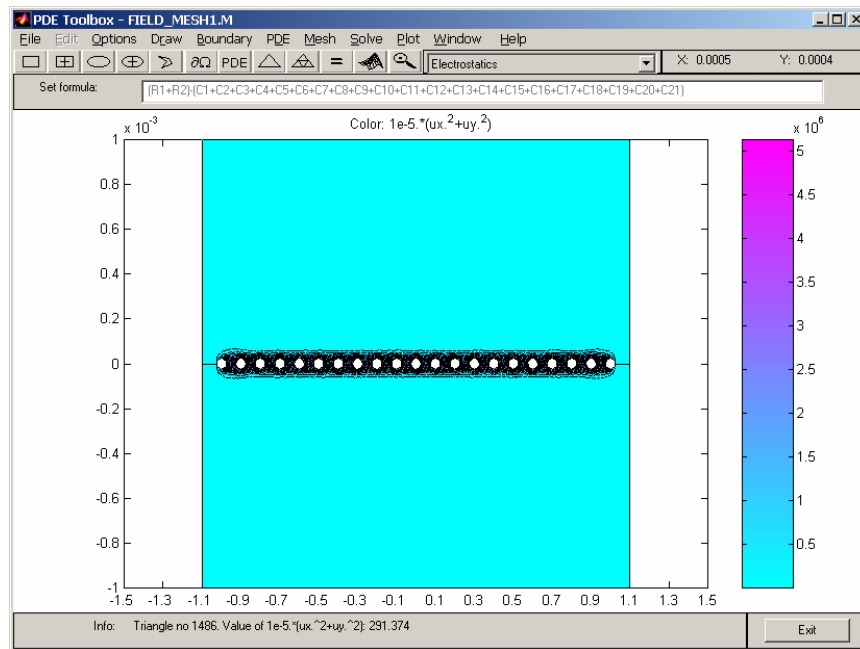 PDE Toolbox - FIELD_MESH1.M
File Edit Options Draw Boundary PDE Mesh Solve Plot Window Help
∂Ω PDE = Electrostatics X: 0.0005 Y: 0.0004
Set formula: (R1+R2)-(C1+C2+C3+C4+C5+C6+C7+C8+C9+C10+C11+C12+C13+C14+C15+C16+C17+C18+C19+C20+C21)
Color: 1e-5.*(ux.^2+uy.^2)
x 10^-3
x 10^6
1
0.8
0.6
0.4
0.2
0
-0.2
-0.4
-0.6
-0.8
-1
-1.5 -1.3 -1.1 -0.9 -0.7 -0.5 -0.3 -0.1 0.1 0.3 0.5 0.7 0.9 1.1 1.3 1.5
5
4.5
4
3.5
3
2.5
2
1.5
1
0.5
Info: Triangle no 1486. Value of 1e-5.*(ux.^2+uy.^2): 291.374
Exit